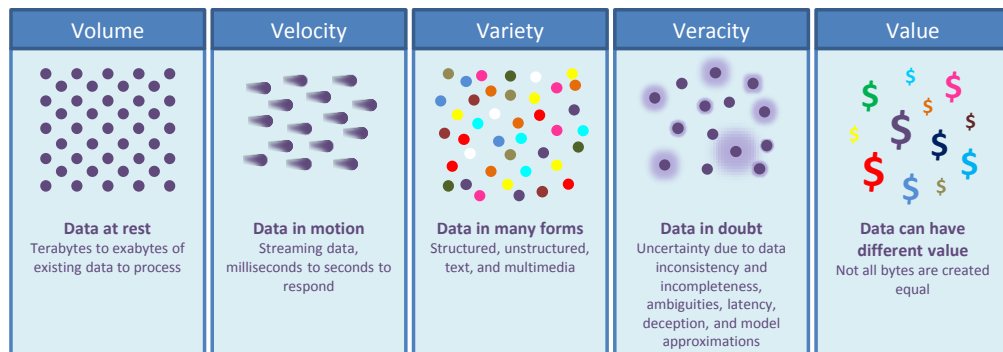 Volume
Data at rest
Terabytes to exabytes of
existing data to process
Velocity
Data in motion
Streaming data,
milliseconds to seconds to
respond
Variety
Data in many forms
Structured, unstructured,
text, and multimedia
Veracity
Data in doubt
Uncertainty due to data
inconsistency and
incompleteness,
ambiguities, latency,
deception, and model
approximations
Value
$ $ $
$ $ $
$ $ $
$ $ $
Data can have
different value
Not all bytes are created
equal